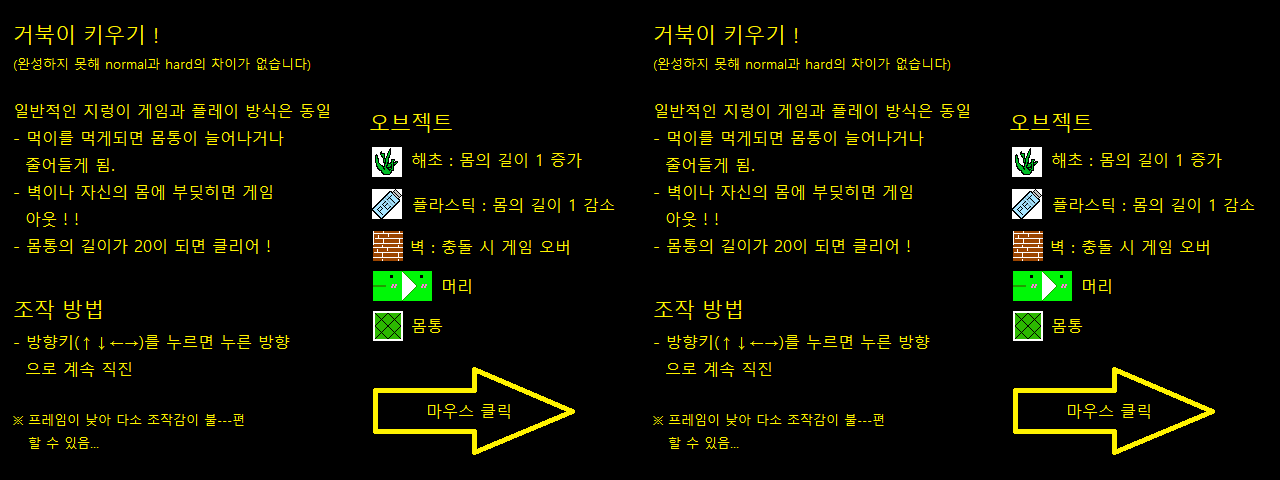 거북이 키우기 !
(완성하지 못해 normal과 hard의 차이가 없습니다)
일반적인 지렁이 게임과 플레이 방식은 동일
- 먹이를 먹게되면 몸통이 늘어나거나
줄어들게 됨.
- 벽이나 자신의 몸에 부딪히면 게임
아웃 ! !
- 몸통의 길이가 20이 되면 클리어 !
조작 방법
- 방향키(↑↓←→)를 누르면 누른 방향
으로 계속 직진
※ 프레임이 낮아 다소 조작감이 불---편
할 수 있음...
오브젝트
해초 : 몸의 길이 1 증가
PET
플라스틱 : 몸의 길이 1 감소
벽 : 충돌 시 게임 오버
머리
몸통
마우스 클릭
거북이 키우기 !
(완성하지 못해 normal과 hard의 차이가 없습니다)
일반적인 지렁이 게임과 플레이 방식은 동일
- 먹이를 먹게되면 몸통이 늘어나거나
줄어들게 됨.
- 벽이나 자신의 몸에 부딪히면 게임
아웃 ! !
- 몸통의 길이가 20이 되면 클리어 !
조작 방법
- 방향키(↑↓←→)를 누르면 누른 방향
으로 계속 직진
※ 프레임이 낮아 다소 조작감이 불---편
할 수 있음...
오브젝트
해초 : 몸의 길이 1 증가
PET
플라스틱 : 몸의 길이 1 감소
벽 : 충돌 시 게임 오버
머리
몸통
마우스 클릭